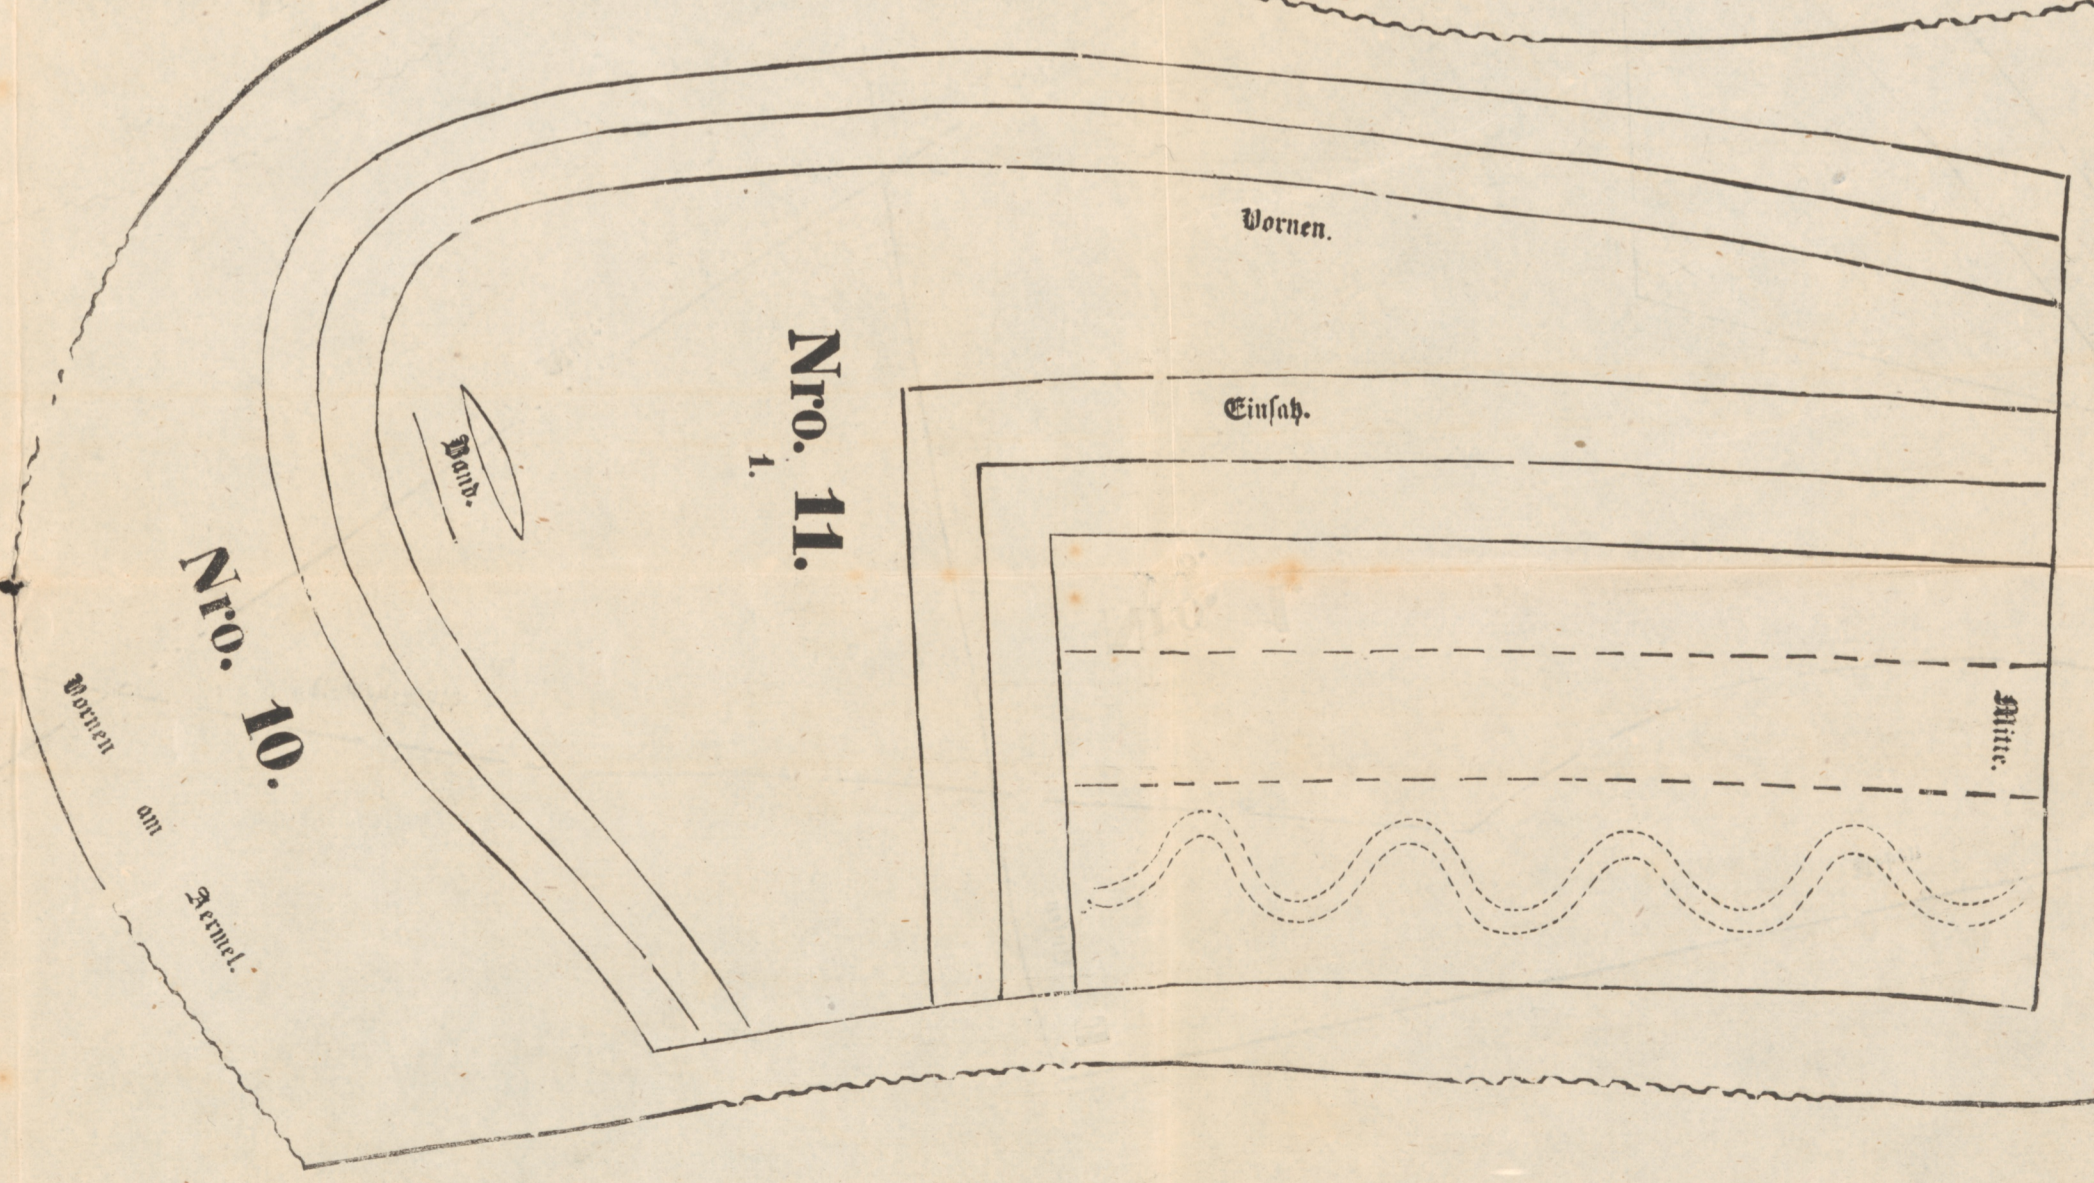 Vornen.
Einsatz.
Nro. 11.
1.
Band.
Nro. 10.
Vornen am Aermel.
Mitte.